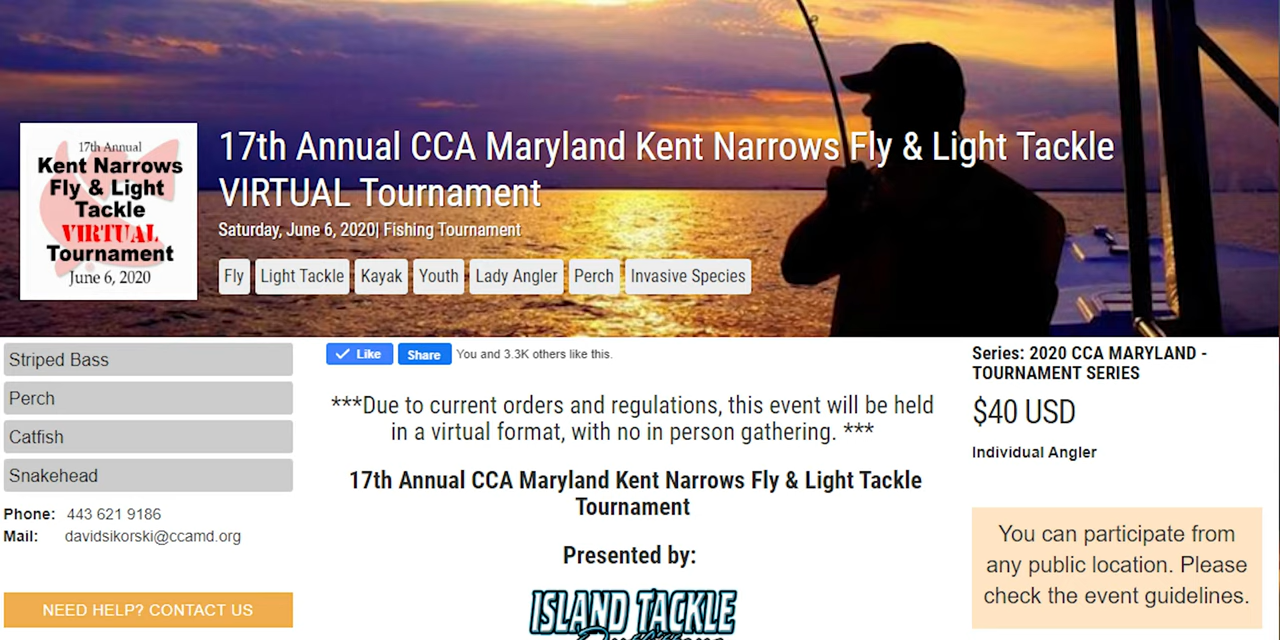 17th Annual
Kent Narrows
Fly & Light
Tackle
VIRTUAL
Tournament
June 6, 2020
17th Annual CCA Maryland Kent Narrows Fly & Light Tackle
VIRTUAL Tournament
Saturday, June 6, 2020| Fishing Tournament
Fly
Light Tackle
Kayak
Youth
Lady Angler
Perch
Invasive Species
Striped Bass
Perch
Catfish
Snakehead
Phone: 443 621 9186
Mail: davidsikorski@ccamd.org
NEED HELP? CONTACT US
Like
Share
You and 3.3K others like this.
***Due to current orders and regulations, this event will be held
in a virtual format, with no in person gathering. ***
17th Annual CCA Maryland Kent Narrows Fly & Light Tackle
Tournament
Presented by:
ISLAND TACKLE
Series: 2020 CCA MARYLAND -
TOURNAMENT SERIES
$40 USD
Individual Angler
You can participate from
any public location. Please
check the event guidelines.